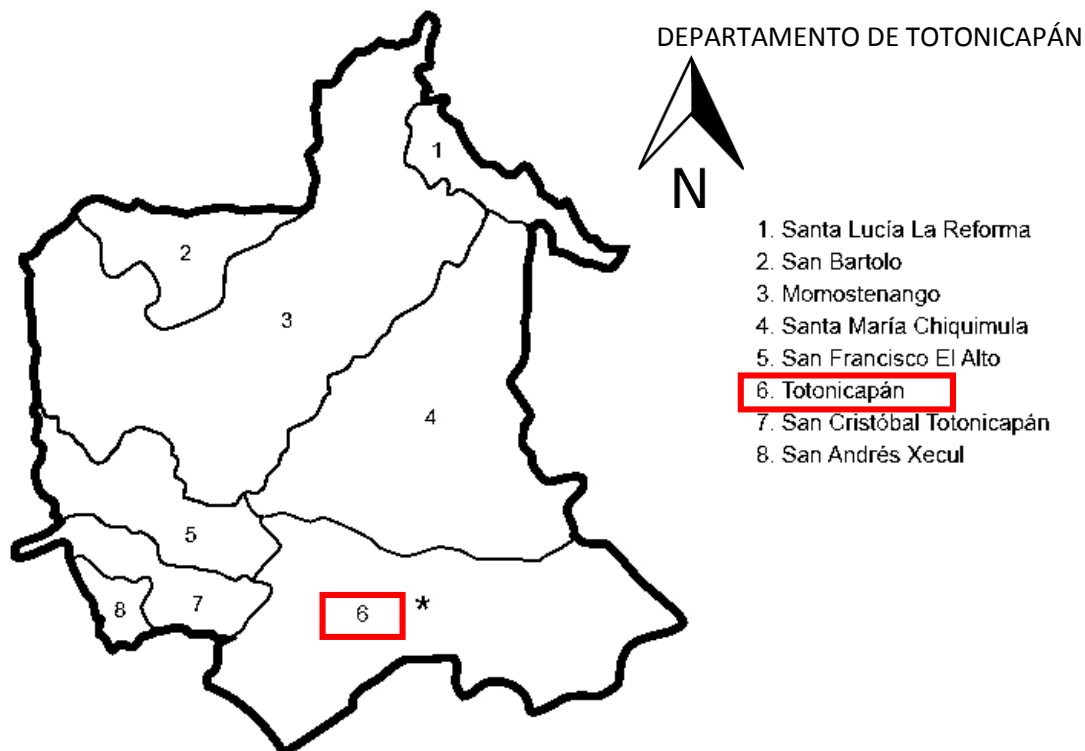 DEPARTAMENTO DE TOTONICAPÁN
N
1. Santa Lucía La Reforma
2. San Bartolo
3. Momostenango
4. Santa María Chiquimula
5. San Francisco El Alto
6. Totonicapán
7. San Cristóbal Totonicapán
8. San Andrés Xecul
1
2
3
4
5
6 *
7
8